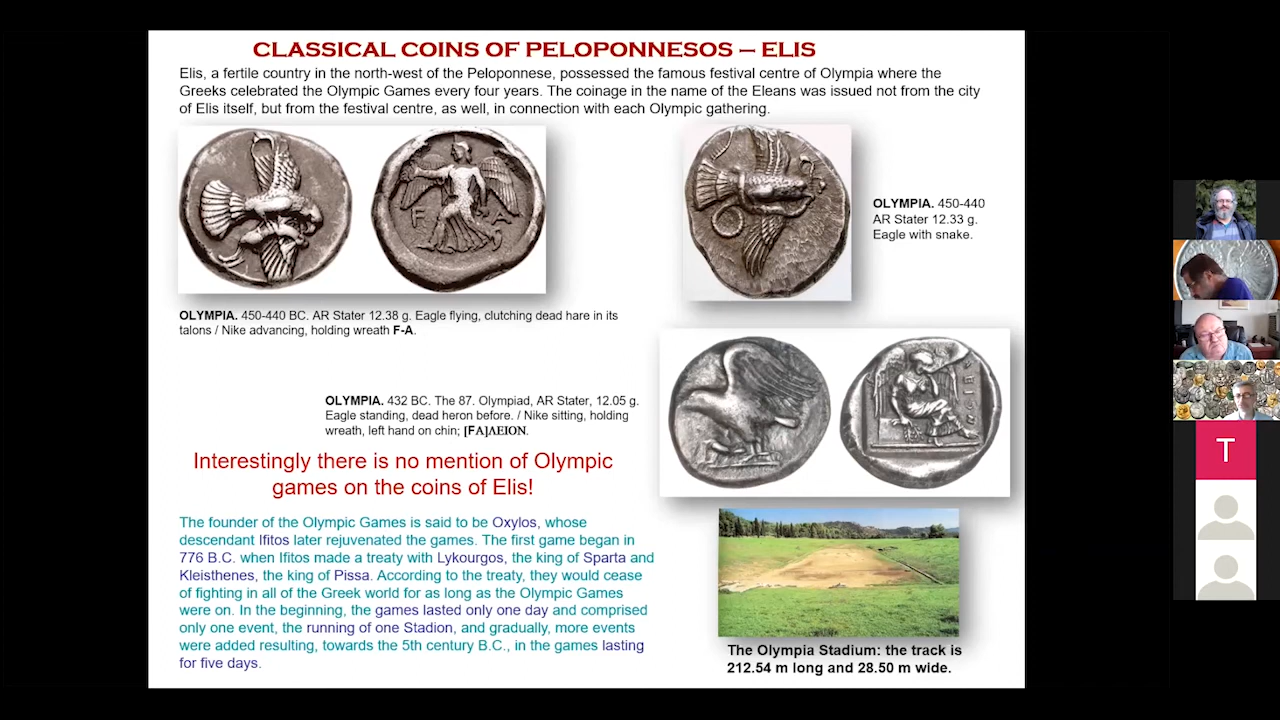 CLASSICAL COINS OF PELOPONNESOS – ELIS
Elis, a fertile country in the north-west of the Peloponnese, possessed the famous festival centre of Olympia where the
Greeks celebrated the Olympic Games every four years. The coinage in the name of the Eleans was issued not from the city
of Elis itself, but from the festival centre, as well, in connection with each Olympic gathering.
F A
OLYMPIA. 450-440
AR Stater 12.33 g.
Eagle with snake.
OLYMPIA. 450-440 BC. AR Stater 12.38 g. Eagle flying, clutching dead hare in its
talons / Nike advancing, holding wreath F-A.
OLYMPIA. 432 BC. The 87. Olympiad, AR Stater, 12.05 g.
Eagle standing, dead heron before. / Nike sitting, holding
wreath, left hand on chin; [FA]ΛEION.
Interestingly there is no mention of Olympic
games on the coins of Elis!
The founder of the Olympic Games is said to be Oxylos, whose
descendant Ifitos later rejuvenated the games. The first game began in
776 B.C. when Ifitos made a treaty with Lykourgos, the king of Sparta and
Kleisthenes, the king of Pissa. According to the treaty, they would cease
of fighting in all of the Greek world for as long as the Olympic Games
were on. In the beginning, the games lasted only one day and comprised
only one event, the running of one Stadion, and gradually, more events
were added resulting, towards the 5th century B.C., in the games lasting
for five days.
The Olympia Stadium: the track is
212.54 m long and 28.50 m wide.
T